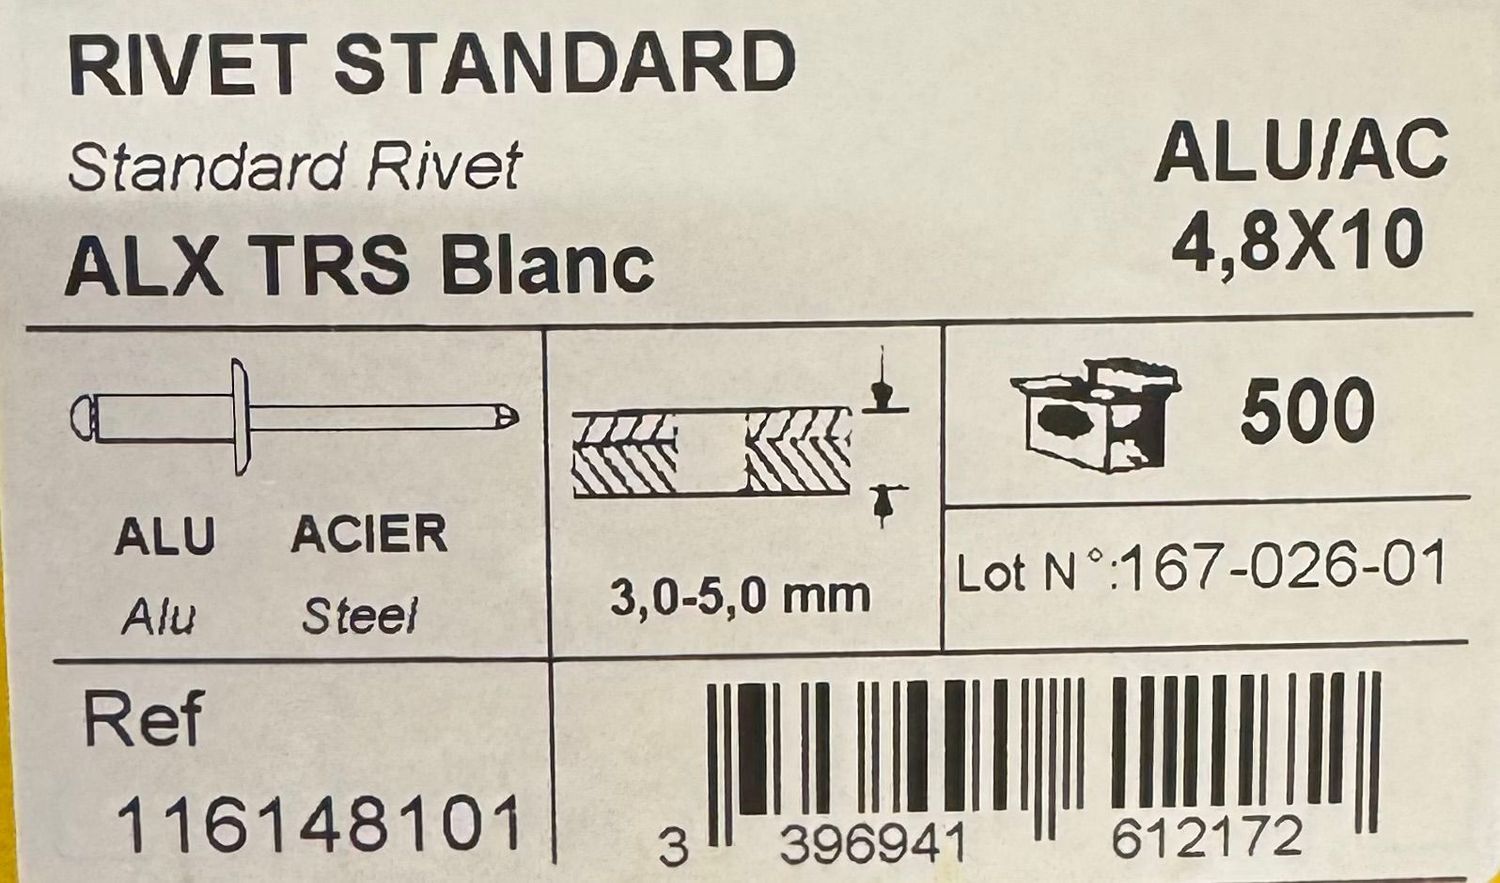 RIVET STANDARD
Standard Rivet
ALX TRS Blanc
ALU/AC
4,8X10
ALU ACIER
Alu Steel
3,0-5,0 mm
500
Lot N°:167-026-01
Ref
116148101
3 396941 612172